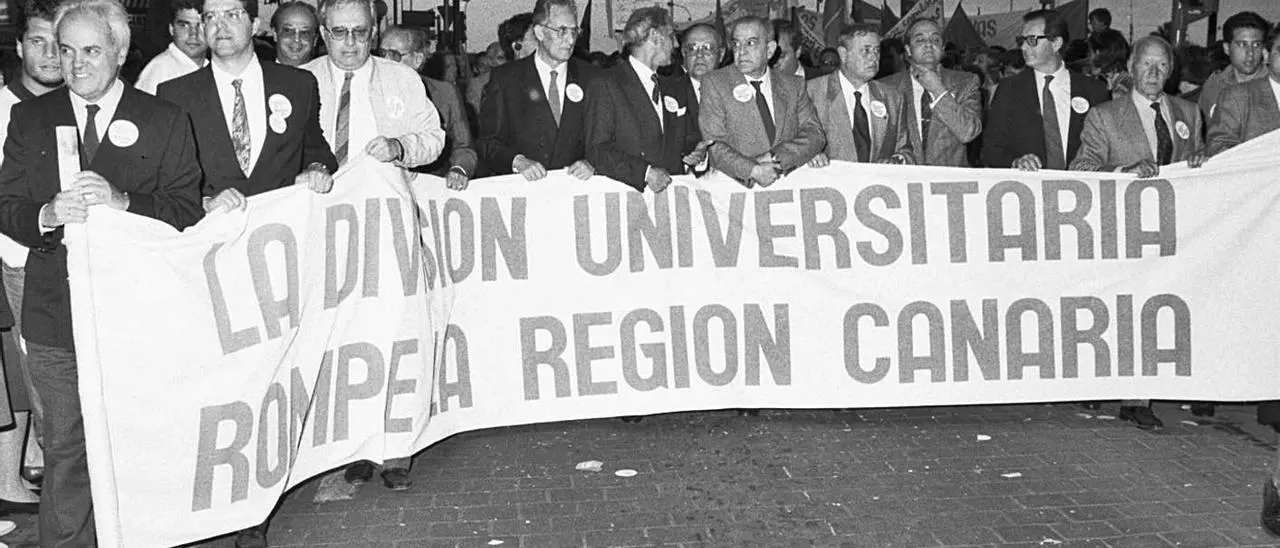 LA DIVISION UNIVERSITARIA
ROMPE LA REGION CANARIA